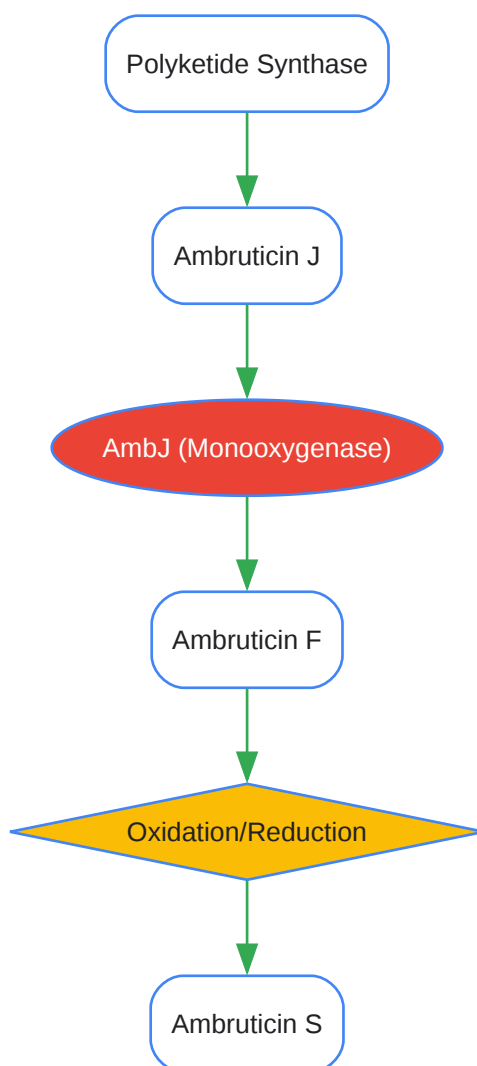 Polyketide Synthase
Ambruticin J
AmbJ (Monooxygenase)
Ambruticin F
Oxidation/Reduction
Ambruticin S